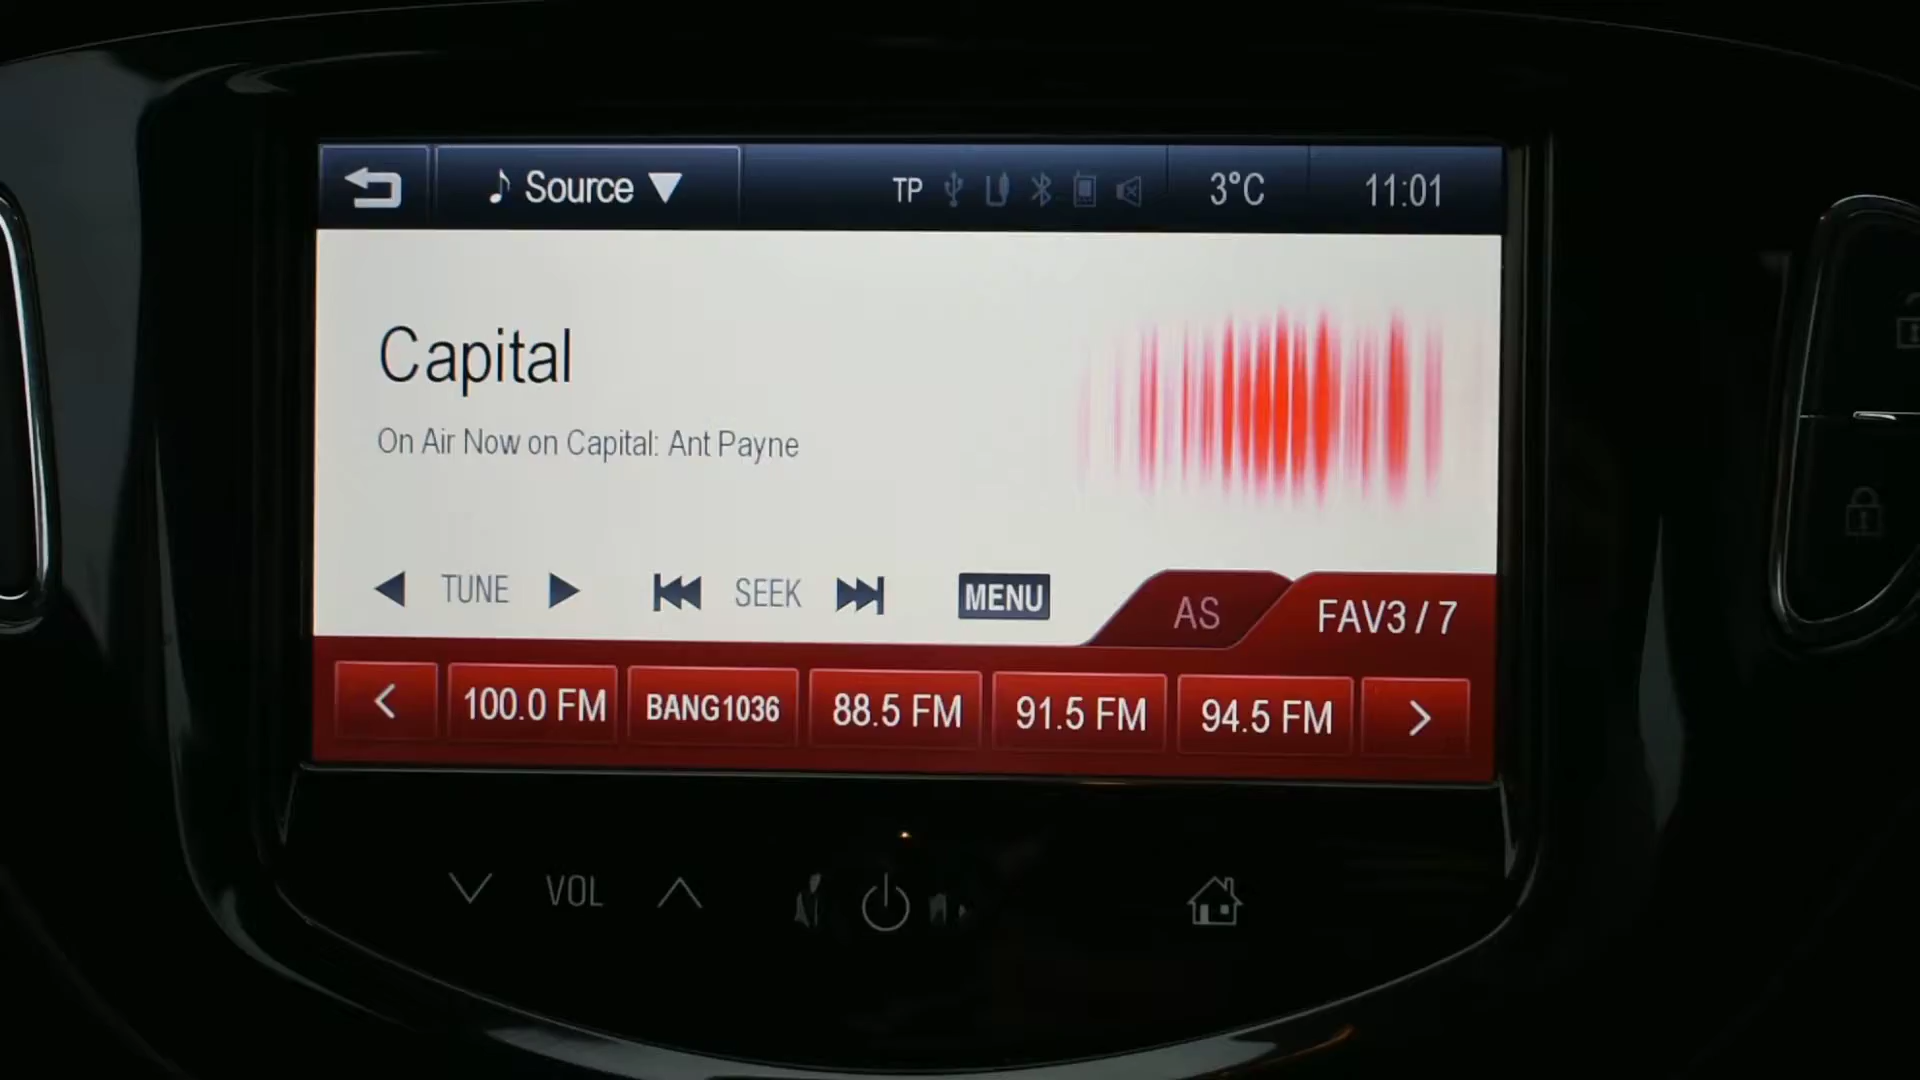 Source
TP
3°C
11:01
Capital
On Air Now on Capital: Ant Payne
TUNE
SEEK
MENU
AS
FAV3 / 7
100.0 FM
BANG1036
88.5 FM
91.5 FM
94.5 FM
VOL